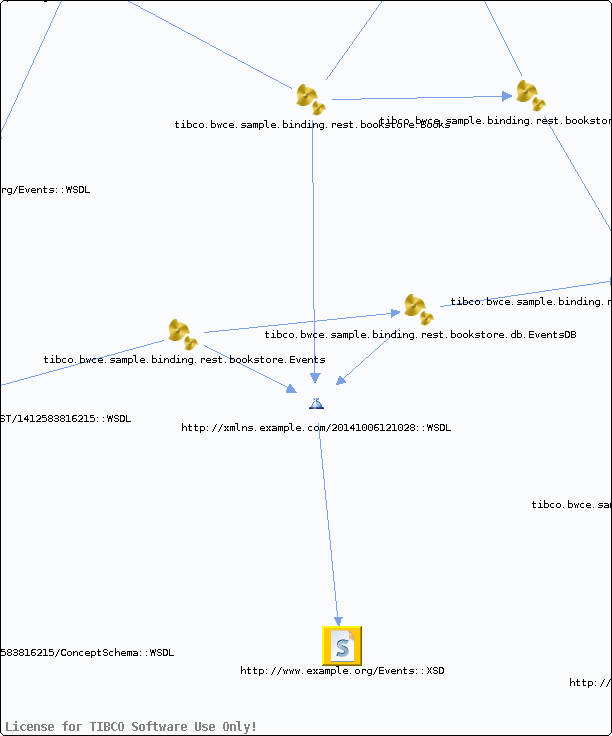 tibco.bwce.sample.binding.rest.bookstore.Books
tibco.bwce.sample.binding.rest.bookstor
rg/Events::WSDL
tibco.bwce.sample.binding.r
tibco.bwce.sample.binding.rest.bookstore.db.EventsDB
tibco.bwce.sample.binding.rest.bookstore.Events
ST/1412583816215::WSDL
http://xmlns.example.com/20141006121028::WSDL
tibco.bwce.sa
583816215/ConceptSchema::WSDL
http://www.example.org/Events::XSD
http://
License for TIBCO Software Use Only!